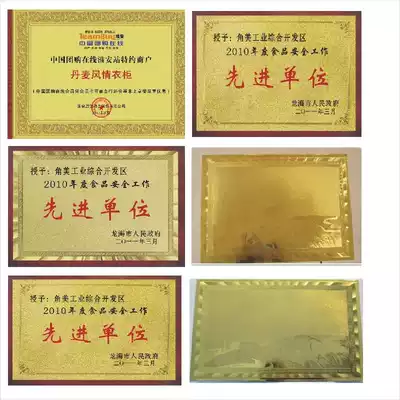 中国团购在线
中国团购在线安站特约商户
丹麦风情衣柜
授予：角美工业综合开发区
2010年度食品安全工作
先进单位
龙海市人民政府
二〇一一年三月
授予：角美工业综合开发区
2010年度食品安全工作
先进单位
龙海市人民政府
二〇一一年三月
授予：角美工业综合开发区
2010年度食品安全工作
先进单位
龙海市人民政府
二〇一一年三月